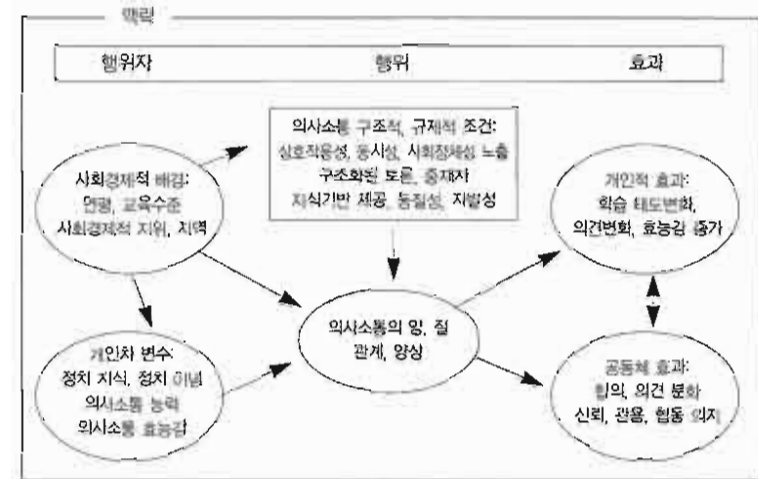 맥락
행위자 행위 효과
의사소통 구조적, 규제적 조건:
상호작용성, 동시성, 사회정체성 노출
구조화된 토론, 중재자
지식기반 제공, 동질성, 자발성
사회경제적 배경:
연령, 교육수준
사회경제적 지위, 지역
개인적 효과:
학습 태도변화,
의견변화, 효능감 증가
의사소통의 양, 질
관계, 양상
개인차 변수:
정치 지식, 정치 이념
의사소통 능력
의사소통 효능감
공동체 효과:
합의, 의견 분화
신뢰, 관용, 협동 의지